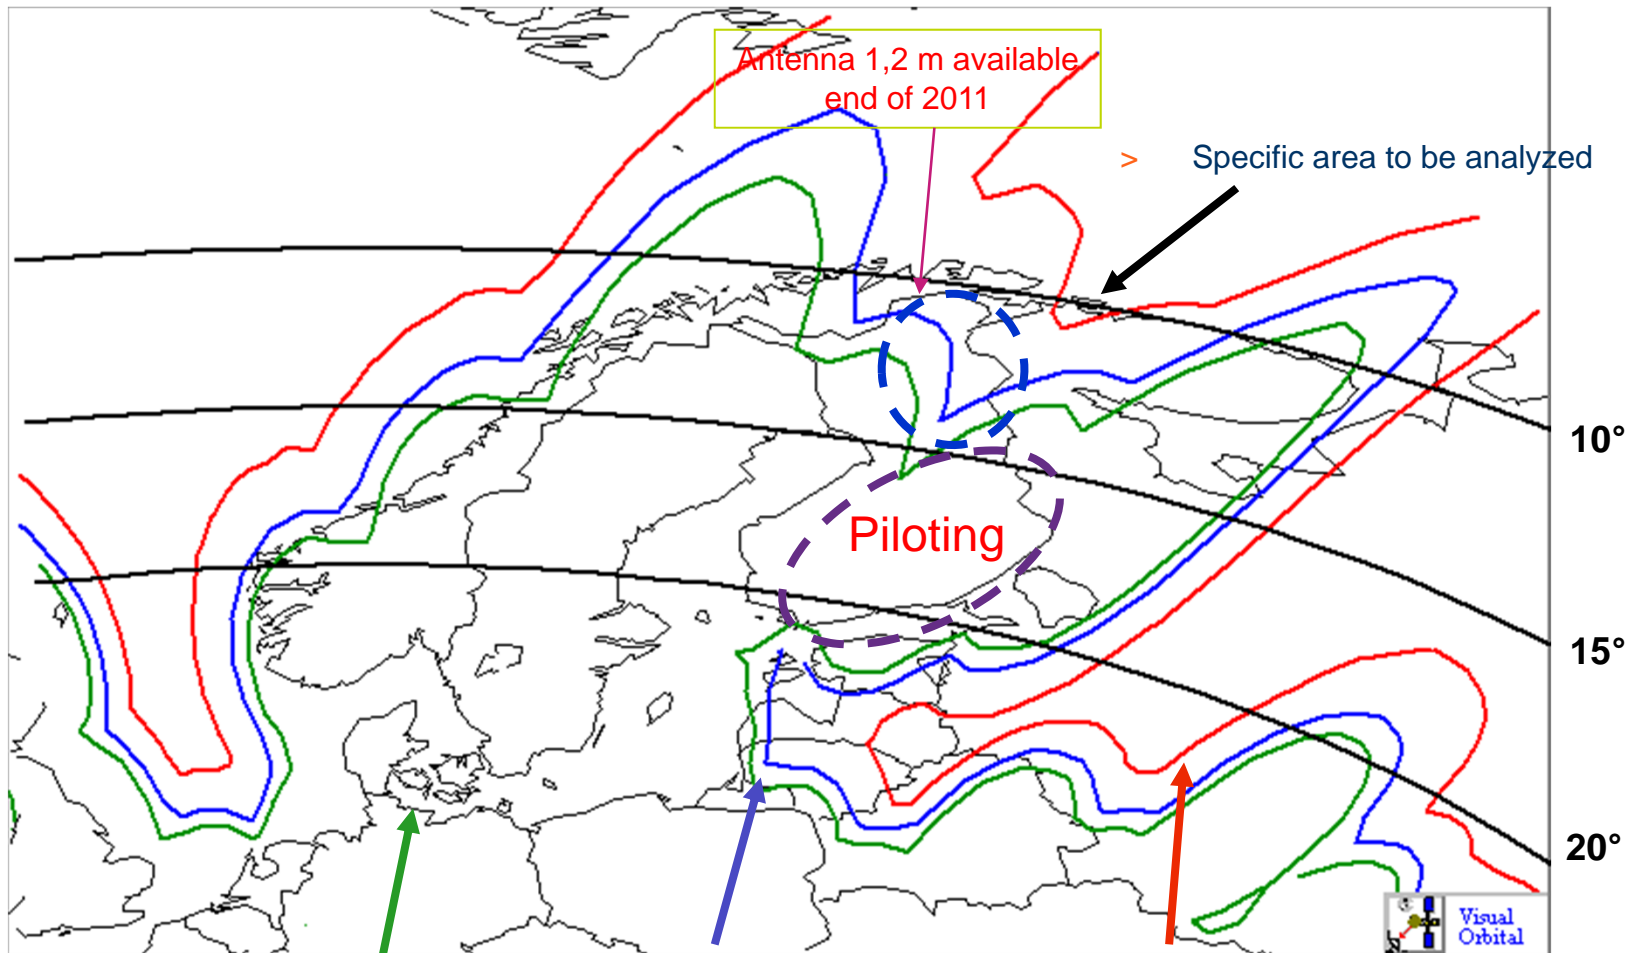 Antenna 1,2 m available
end of 2011
> Specific area to be analyzed
10°
Piloting
15°
20°
Visual
Orbital